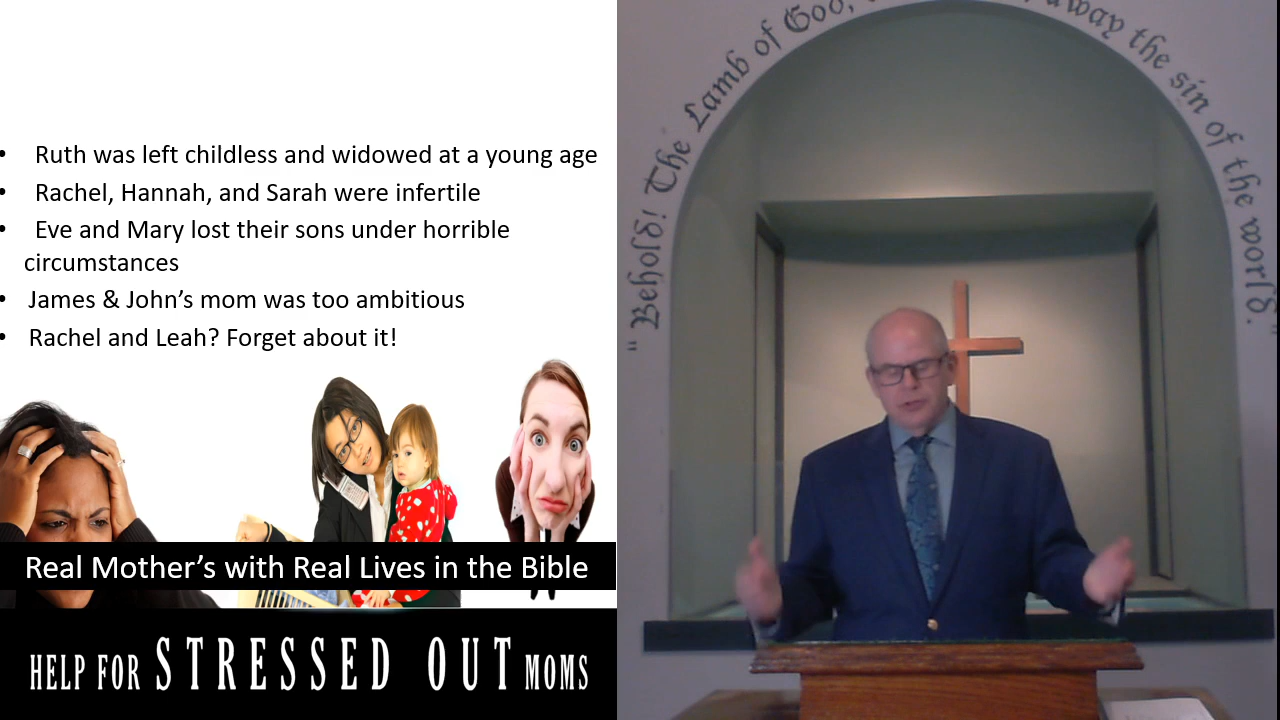 • Ruth was left childless and widowed at a young age
• Rachel, Hannah, and Sarah were infertile
• Eve and Mary lost their sons under horrible
circumstances
• James & John’s mom was too ambitious
• Rachel and Leah? Forget about it!
Real Mother’s with Real Lives in the Bible
HELP FOR STRESSED OUT MOMS
"Behold! The Lamb of God, away the sin of the world."